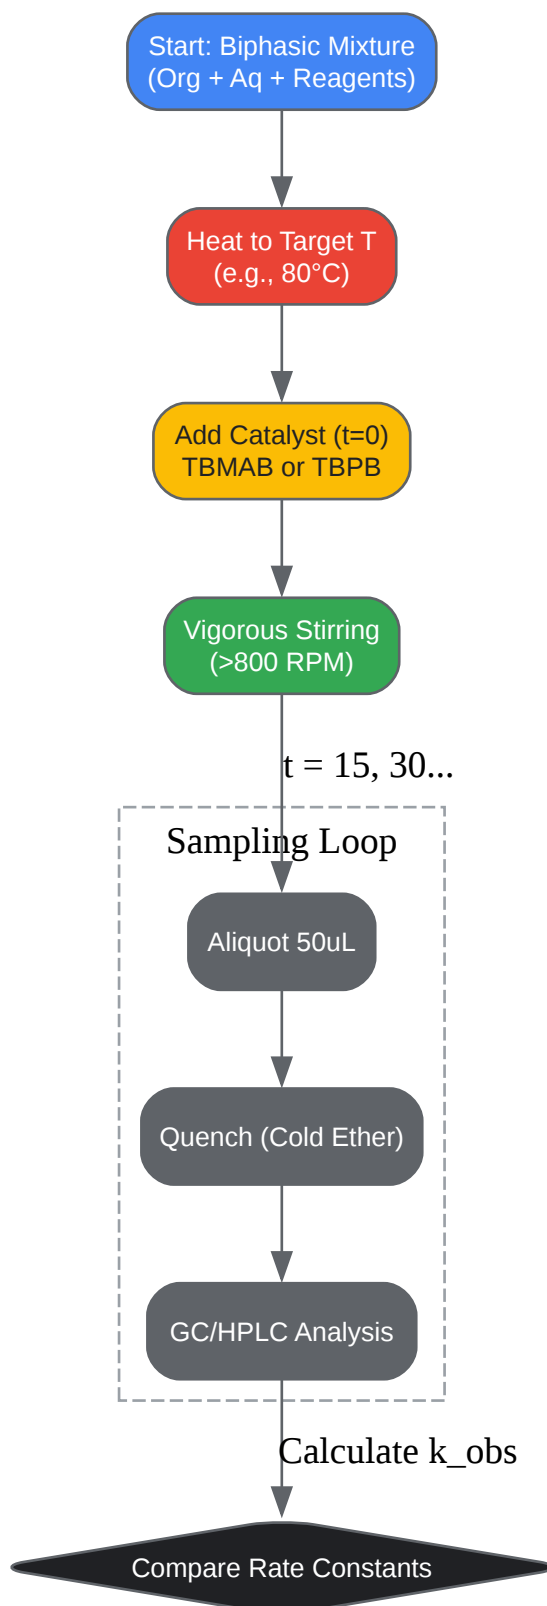 Start: Biphasic Mixture
(Org + Aq + Reagents)
Heat to Target T
(e.g., 80°C)
Add Catalyst (t=0)
TBMAB or TBPB
Vigorous Stirring
(>800 RPM)
t = 15, 30...
Sampling Loop
Aliquot 50uL
Quench (Cold Ether)
GC/HPLC Analysis
Calculate k_obs
Compare Rate Constants